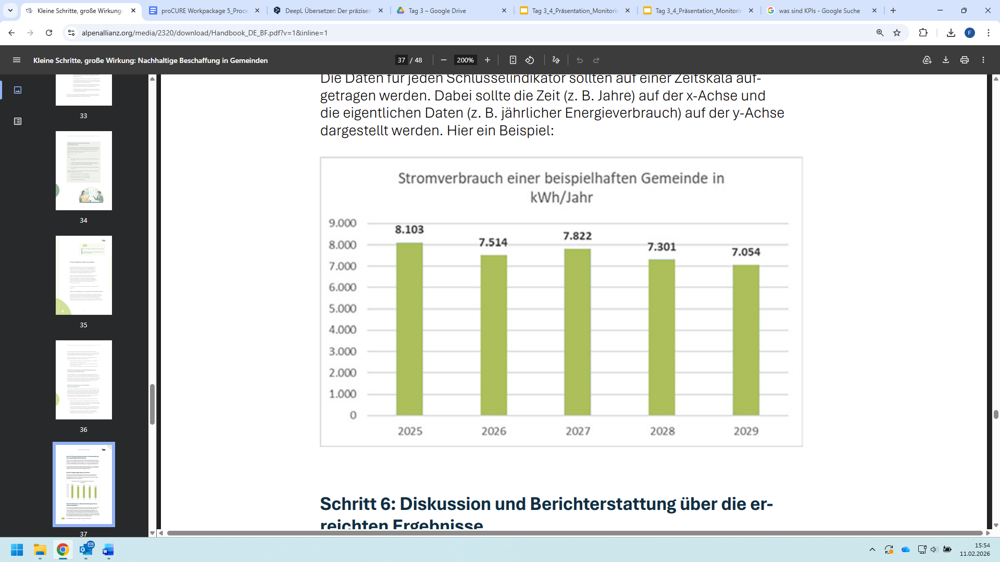 Kleine Schritte, große Wirkung:
proCURE Workpackage 5_Proce
DeepL Übersetzer: Der präzises
Tag 3 – Google Drive
Tag 3_4_Präsentation_Monitorin
Tag 3_4_Präsentation_Monitorin
was sind KPIs - Google Suche
alpenallianz.org/media/2320/download/Handbook_DE_BF.pdf?v=1&inline=1
F
Kleine Schritte, große Wirkung: Nachhaltige Beschaffung in Gemeinden
37 / 48
200%
33
34
35
36
37
4
Die Daten für jeden Schlüsselindikator sollten auf einer Zeitskala auf-
getragen werden. Dabei sollte die Zeit (z. B. Jahre) auf der x-Achse und
die eigentlichen Daten (z. B. jährlicher Energieverbrauch) auf der y-Achse
dargestellt werden. Hier ein Beispiel:
Stromverbrauch einer beispielhaften Gemeinde in
kWh/Jahr
9.000
8.000
7.000
6.000
5.000
4.000
3.000
2.000
1.000
0
8.103
7.514
7.822
7.301
7.054
2025
2026
2027
2028
2029
Schritt 6: Diskussion und Berichterstattung über die er-
reichten Ergebnisse
15:54
11.02.2026